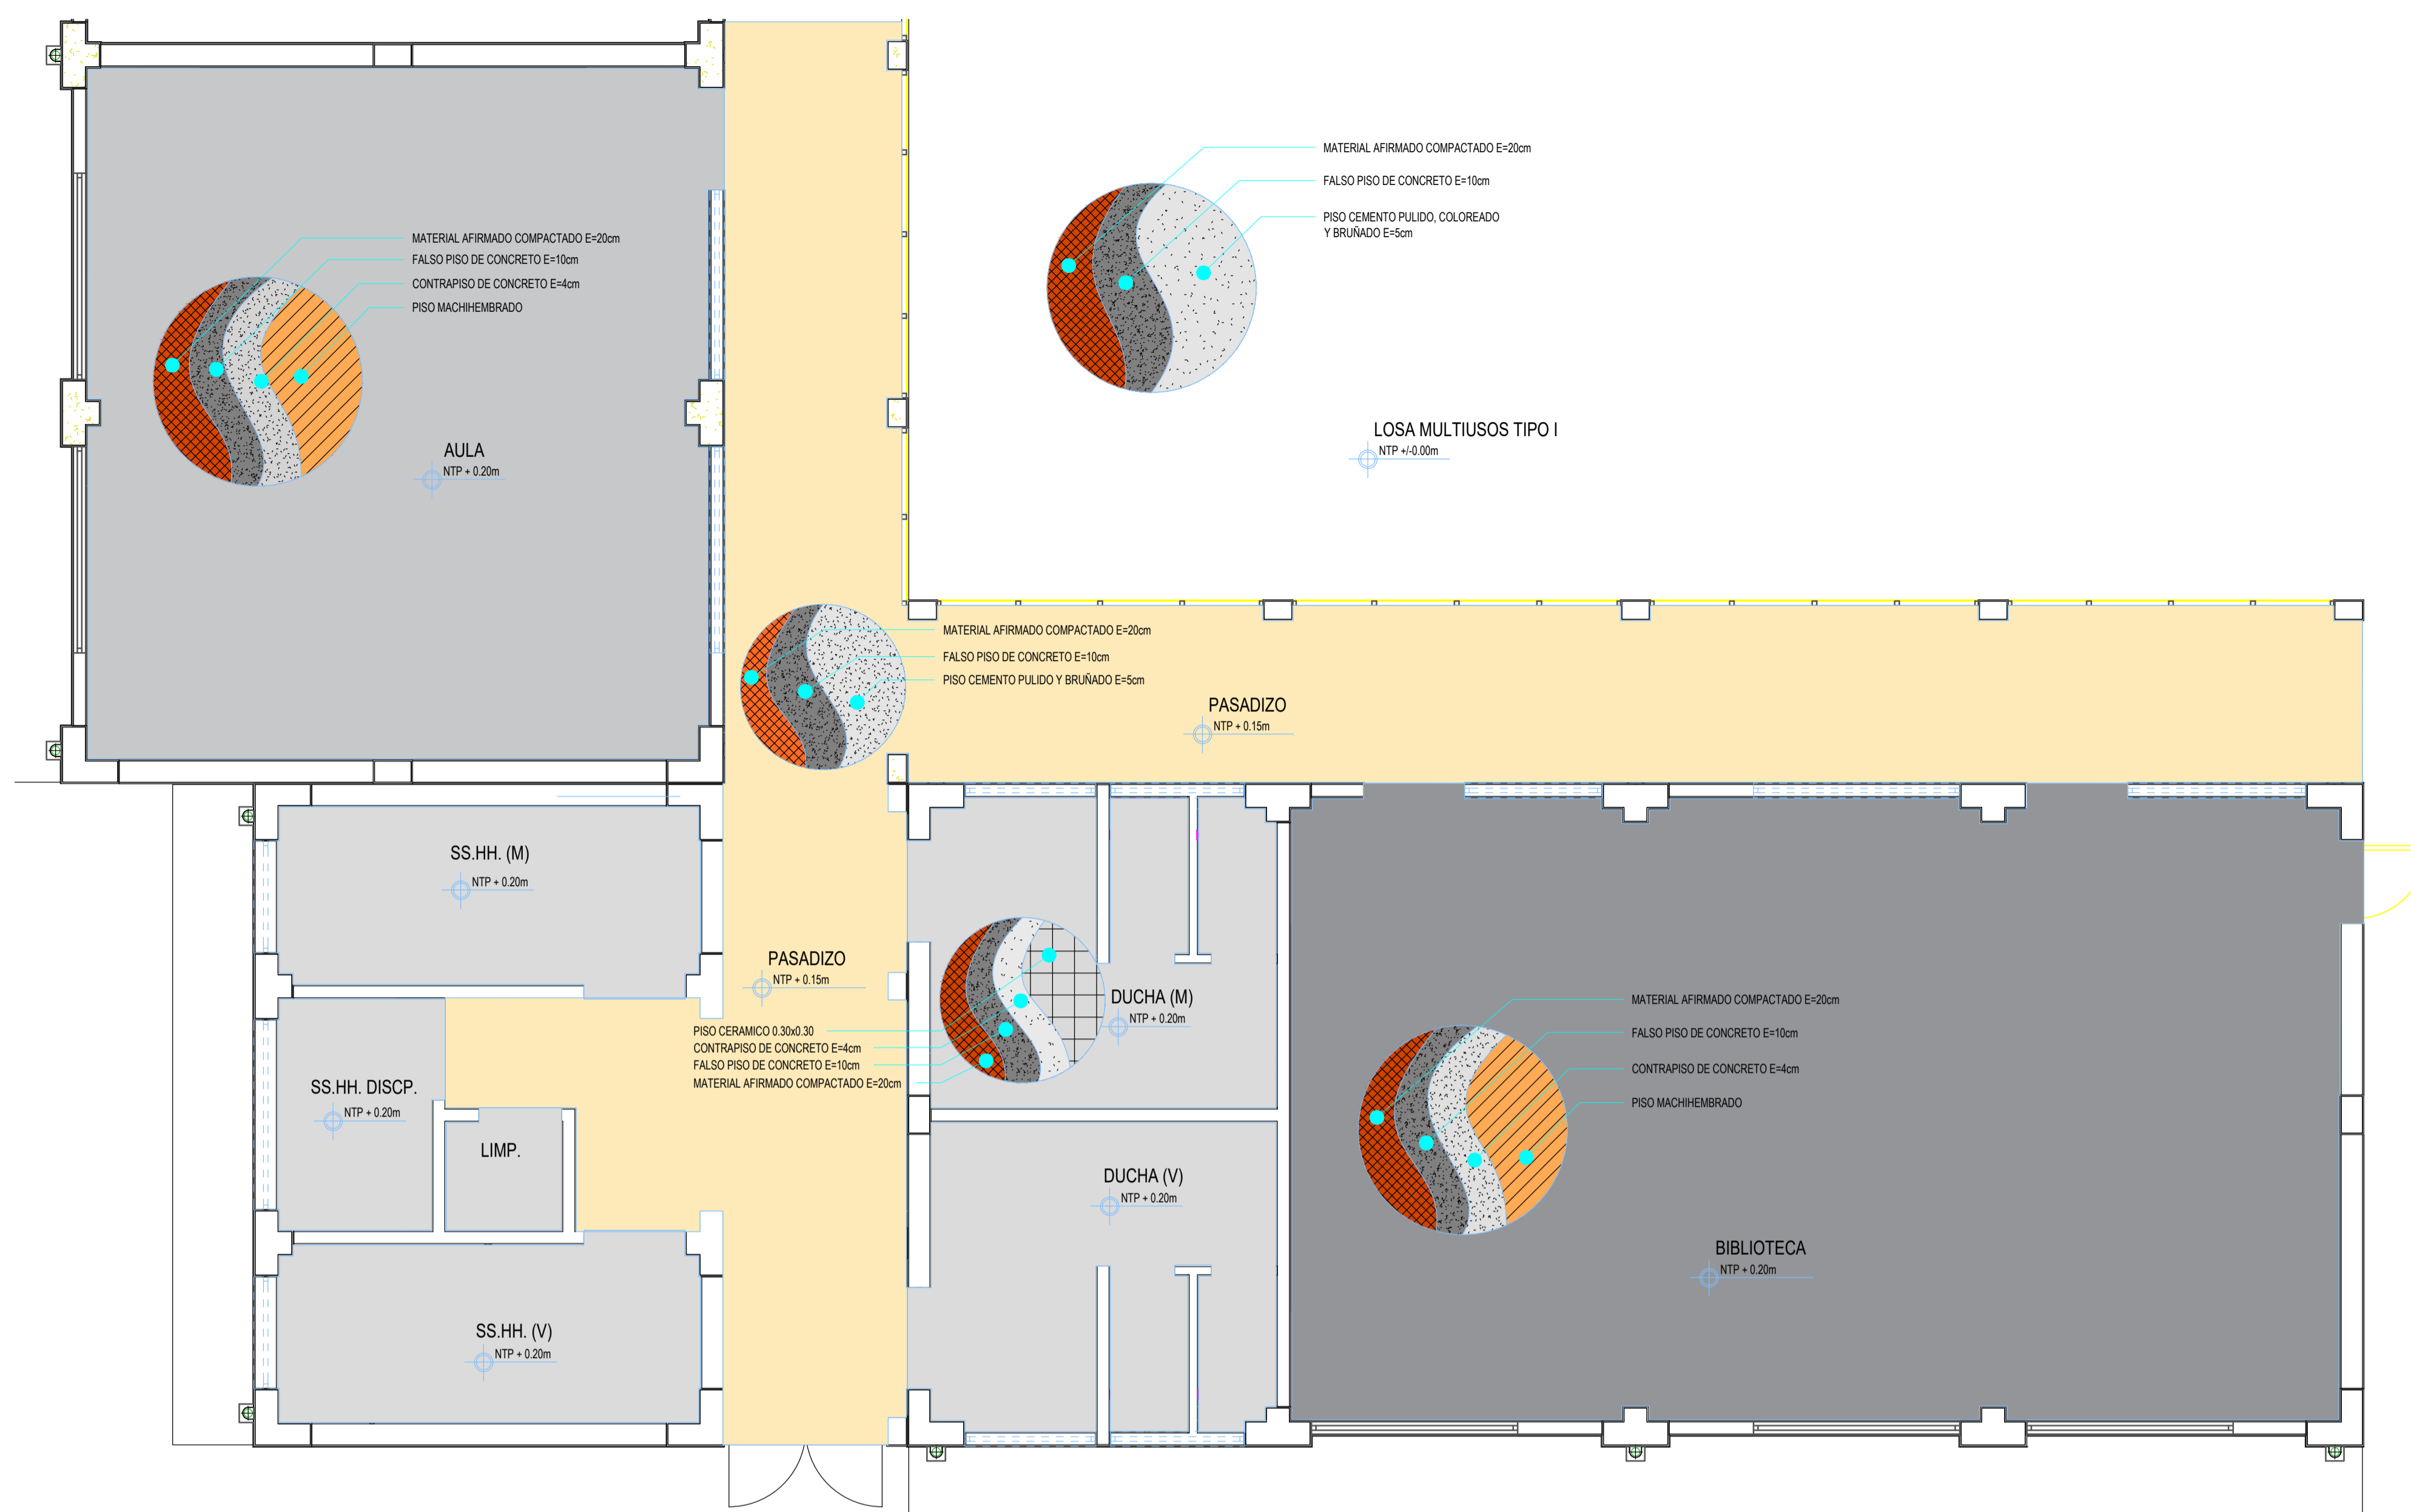 MATERIAL AFIRMADO COMPACTADO E=20cm
FALSO PISO DE CONCRETO E=10cm
PISO CEMENTO PULIDO, COLOREADO
Y BRUÑADO E=5cm
MATERIAL AFIRMADO COMPACTADO E=20cm
FALSO PISO DE CONCRETO E=10cm
CONTRAPISO DE CONCRETO E=4cm
PISO MACHIHEMBRADO
AULA
NTP + 0.20m
LOSA MULTIUSOS TIPO I
NTP +/-0.00m
MATERIAL AFIRMADO COMPACTADO E=20cm
FALSO PISO DE CONCRETO E=10cm
PISO CEMENTO PULIDO Y BRUÑADO E=5cm
PASADIZO
NTP + 0.15m
SS.HH. (M)
NTP + 0.20m
PASADIZO
NTP + 0.15m
DUCHA (M)
NTP + 0.20m
PISO CERAMICO 0.30x0.30
CONTRAPISO DE CONCRETO E=4cm
FALSO PISO DE CONCRETO E=10cm
MATERIAL AFIRMADO COMPACTADO E=20cm
MATERIAL AFIRMADO COMPACTADO E=20cm
FALSO PISO DE CONCRETO E=10cm
CONTRAPISO DE CONCRETO E=4cm
PISO MACHIHEMBRADO
SS.HH. DISCP.
NTP + 0.20m
LIMP.
DUCHA (V)
NTP + 0.20m
BIBLIOTECA
NTP + 0.20m
SS.HH. (V)
NTP + 0.20m